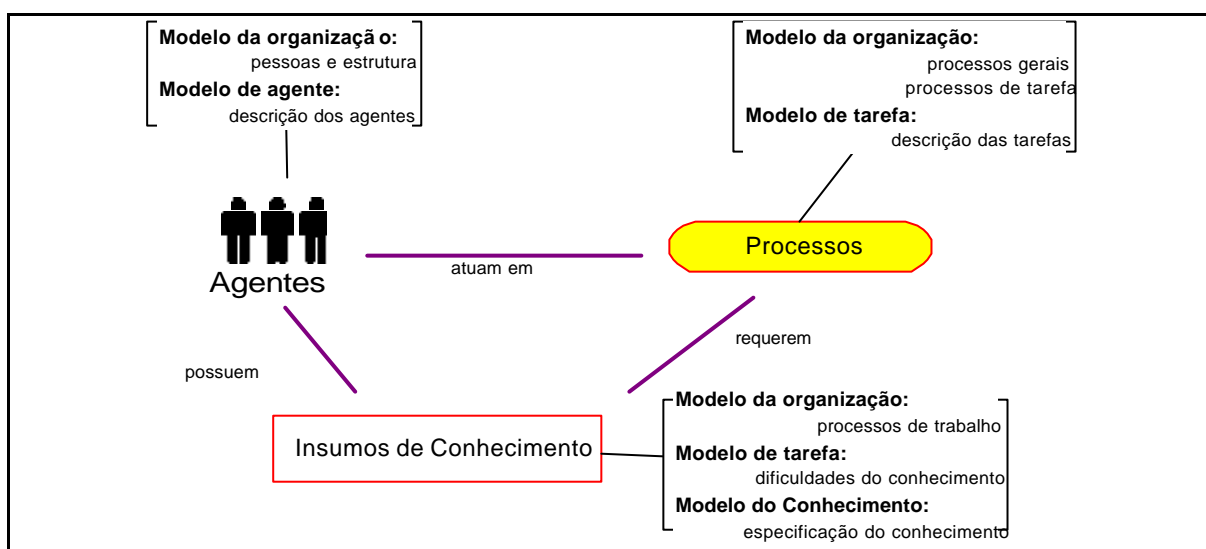 Modelo da organizaçã o:
pessoas e estrutura
Modelo de agente:
descrição dos agentes
Modelo da organização:
processos gerais
processos de tarefa
Modelo de tarefa:
descrição das tarefas
Agentes
atuam em
Processos
possuem
requerem
Insumos de Conhecimento
Modelo da organização:
processos de trabalho
Modelo de tarefa:
dificuldades do conhecimento
Modelo do Conhecimento:
especificação do conhecimento